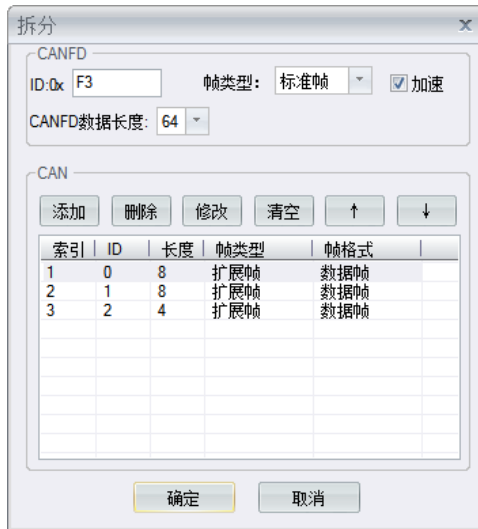 拆分 x
CANFD
ID:0x F3 帧类型： 标准帧 加速
CANFD数据长度: 64
CAN
添加 删除 修改 清空 ↑ ↓
索引 ID 长度 帧类型 帧格式
1 0 8 扩展帧 数据帧
2 1 8 扩展帧 数据帧
3 2 4 扩展帧 数据帧
确定 取消